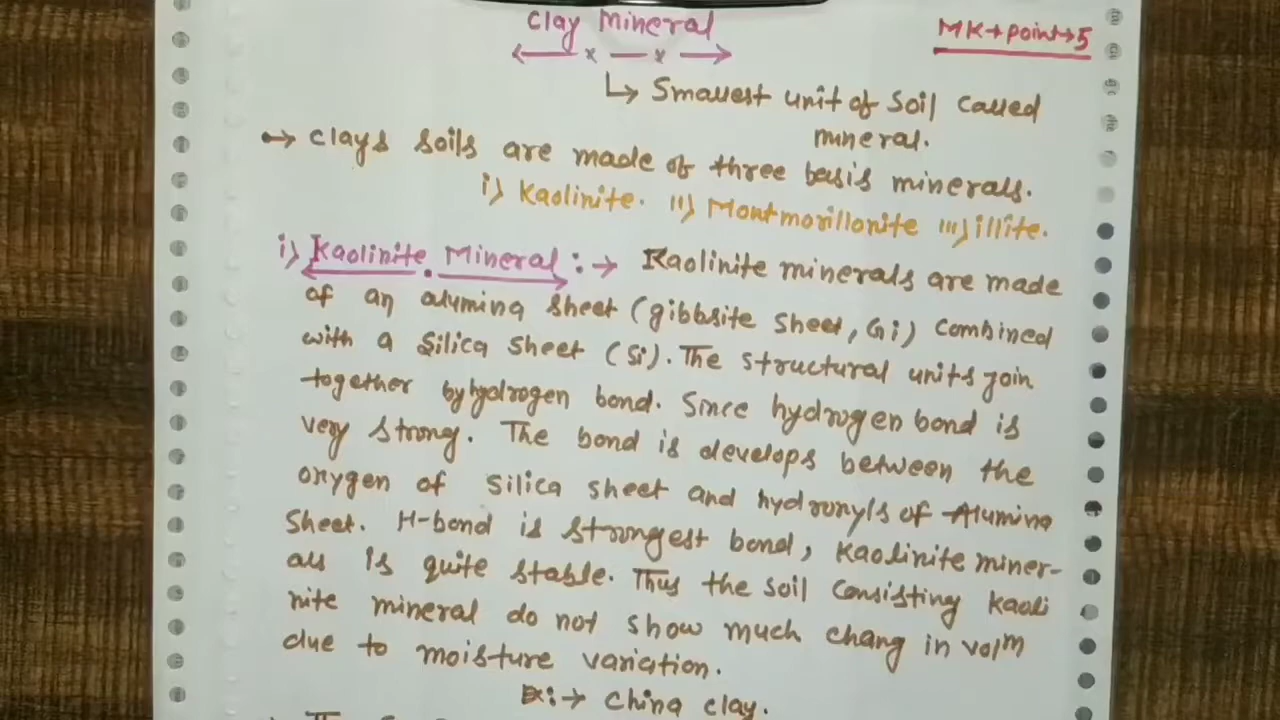 Clay Mineral
MK+point→5
↳ Smallest unit of soil called
mineral.
→ clays soils are made of three basis minerals.
i) Kaolinite. ii) Montmorillonite iii) illite.
i) Kaolinite Mineral :→ Kaolinite minerals are made
of an alumina sheet (gibbsite sheet, Gi) combined
with a silica sheet (Si). The structural units join
together by hydrogen bond. Since hydrogen bond is
very strong. The bond is develops between the
oxygen of silica sheet and hydroxyls of Alumina
sheet. H-bond is strongest bond, Kaolinite miner-
als is quite stable. Thus the soil consisting kaoli
nite mineral do not show much chang in volm
due to moisture variation.
Ex:→ China clay.